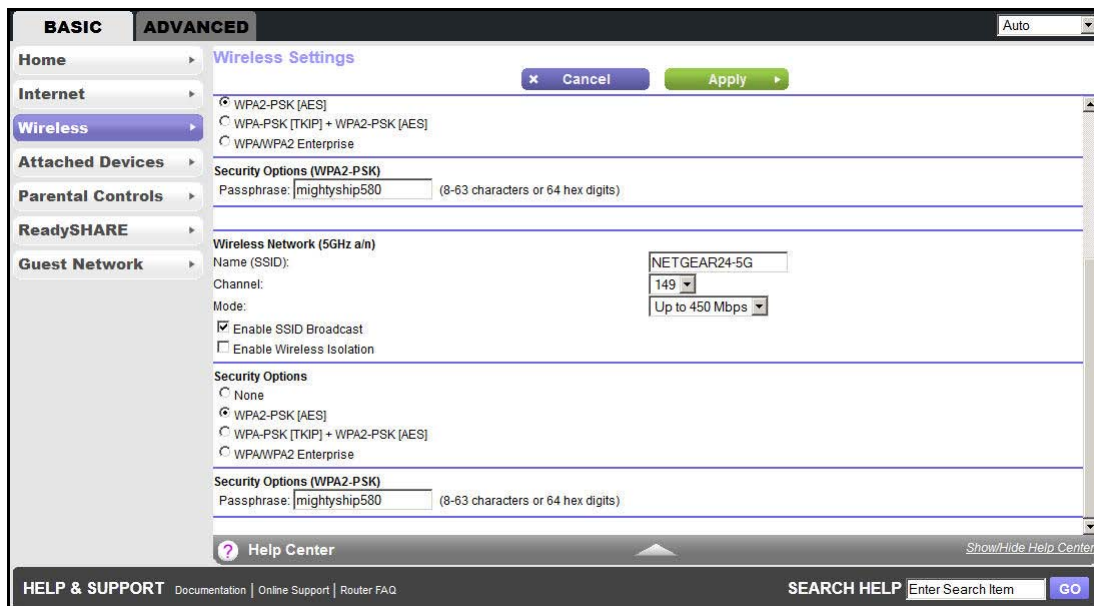 BASIC ADVANCED Auto
Home
Internet
Wireless
Attached Devices
Parental Controls
ReadySHARE
Guest Network
Wireless Settings
Cancel Apply
WPA2-PSK [AES]
WPA-PSK [TKIP] + WPA2-PSK [AES]
WPA/WPA2 Enterprise
Security Options (WPA2-PSK)
Passphrase: mightyship580 (8-63 characters or 64 hex digits)
Wireless Network (5GHz a/n)
Name (SSID): NETGEAR24-5G
Channel: 149
Mode: Up to 450 Mbps
Enable SSID Broadcast
Enable Wireless Isolation
Security Options
None
WPA2-PSK [AES]
WPA-PSK [TKIP] + WPA2-PSK [AES]
WPA/WPA2 Enterprise
Security Options (WPA2-PSK)
Passphrase: mightyship580 (8-63 characters or 64 hex digits)
? Help Center Show/Hide Help Center
HELP & SUPPORT Documentation | Online Support | Router FAQ SEARCH HELP Enter Search Item GO